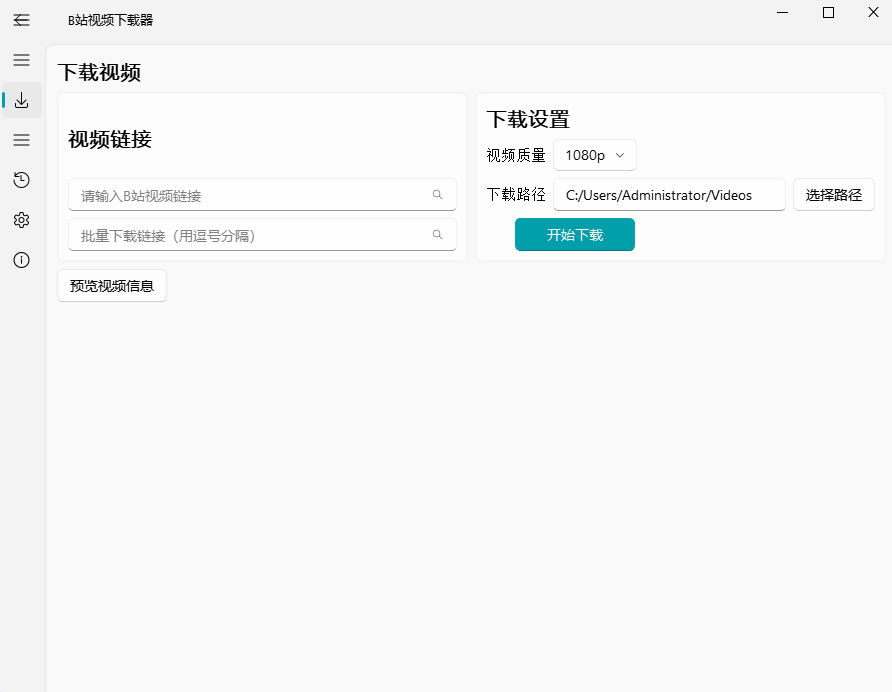 B站视频下载器
下载视频
视频链接
请输入B站视频链接
批量下载链接（用逗号分隔）
预览视频信息
下载设置
视频质量 1080p
下载路径 C:/Users/Administrator/Videos 选择路径
开始下载